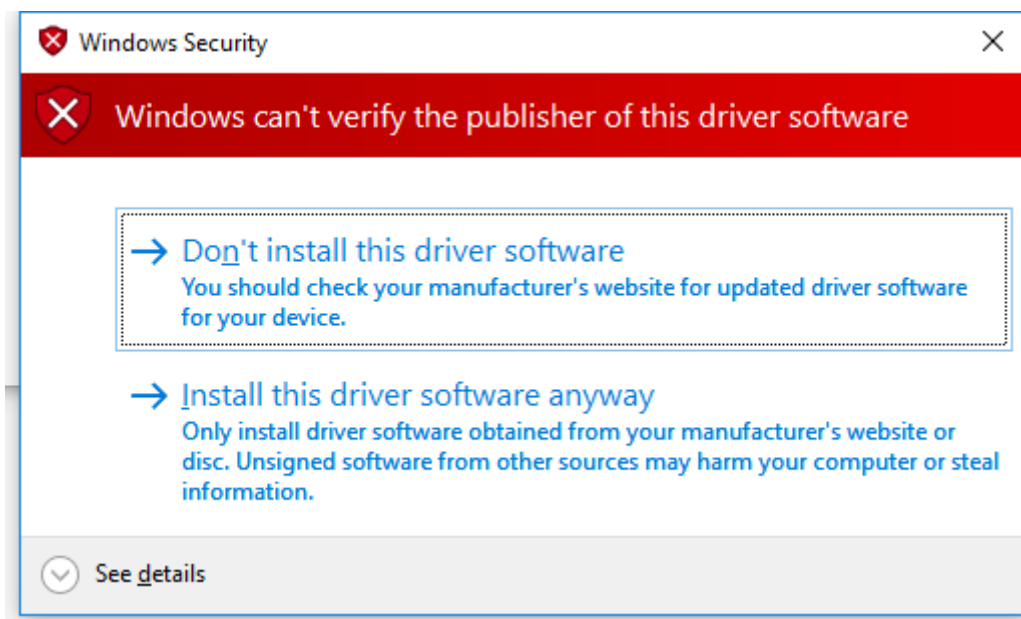 Windows Security
Windows can't verify the publisher of this driver software
Don't install this driver software
You should check your manufacturer's website for updated driver software
for your device.
Install this driver software anyway
Only install driver software obtained from your manufacturer's website or
disc. Unsigned software from other sources may harm your computer or steal
information.
See details